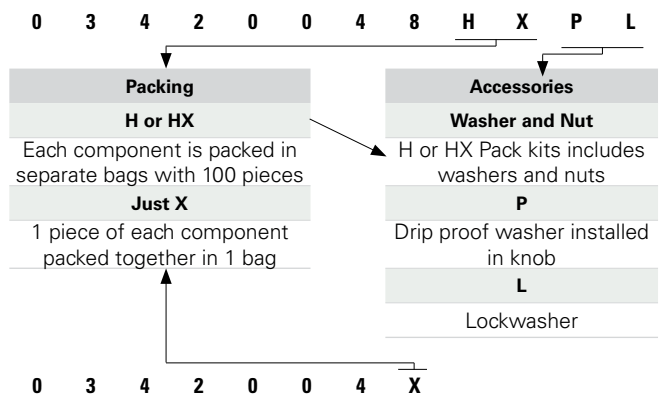 0 3 4 2 0 0 0 4 8 H X P L
Packing
H or HX
Each component is packed in
separate bags with 100 pieces
Just X
1 piece of each component
packed together in 1 bag
Accessories
Washer and Nut
H or HX Pack kits includes
washers and nuts
P
Drip proof washer installed
in knob
L
Lockwasher
0 3 4 2 0 0 4 X